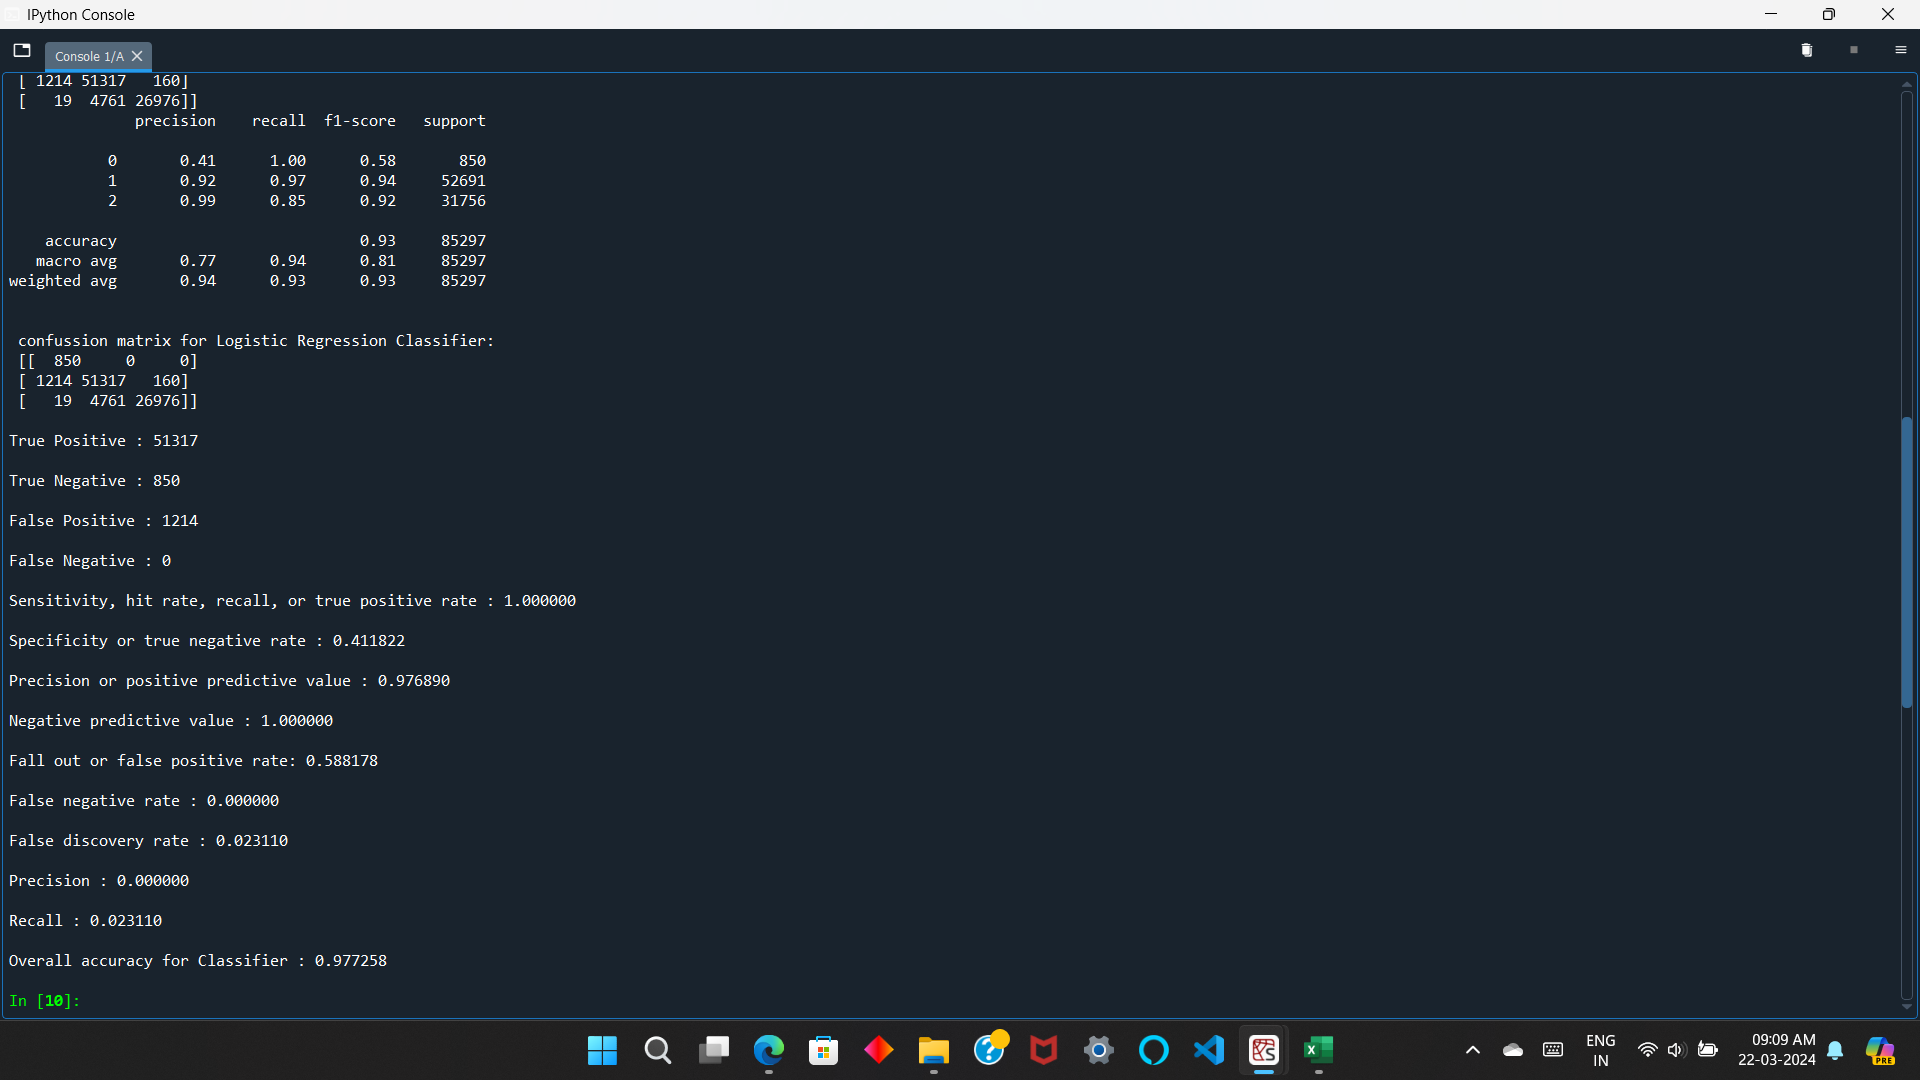 IPython Console
Console 1/A
[ 1214 51317   160]
[   19  4761 26976]]
              precision    recall  f1-score   support

           0       0.41      1.00      0.58       850
           1       0.92      0.97      0.94     52691
           2       0.99      0.85      0.92     31756

    accuracy                           0.93     85297
   macro avg       0.77      0.94      0.81     85297
weighted avg       0.94      0.93      0.93     85297

confussion matrix for Logistic Regression Classifier:
[[  850     0     0]
[ 1214 51317   160]
[   19  4761 26976]]
True Positive : 51317
True Negative : 850
False Positive : 1214
False Negative : 0
Sensitivity, hit rate, recall, or true positive rate : 1.000000
Specificity or true negative rate : 0.411822
Precision or positive predictive value : 0.976890
Negative predictive value : 1.000000
Fall out or false positive rate: 0.588178
False negative rate : 0.000000
False discovery rate : 0.023110
Precision : 0.000000
Recall : 0.023110
Overall accuracy for Classifier : 0.977258
In [10]:
ENG
IN
09:09 AM
22-03-2024
PRE